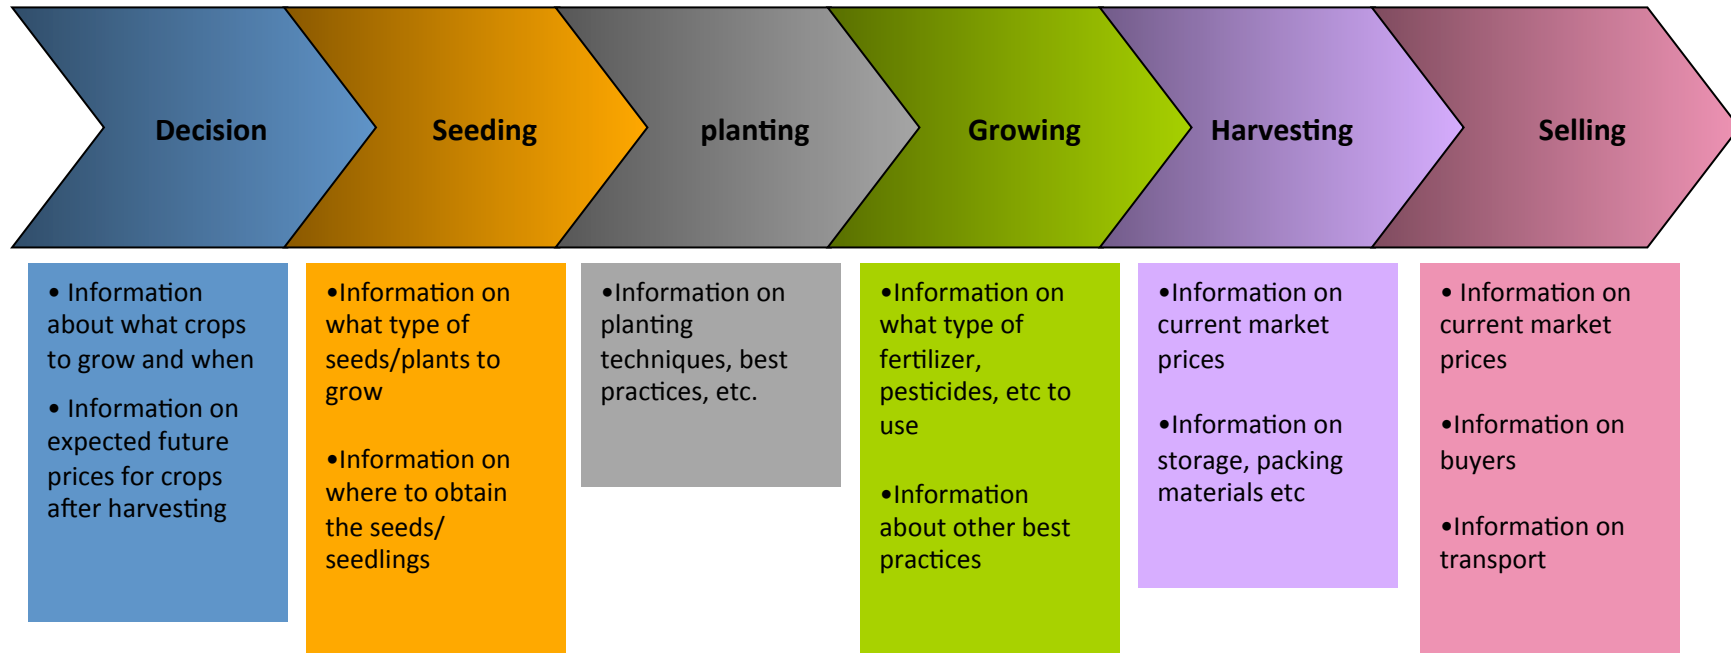 Decision
Seeding
planting
Growing
Harvesting
Selling
• Information
about what crops
to grow and when
• Information on
expected future
prices for crops
after harvesting
•Information on
what type of
seeds/plants to
grow
•Information on
where to obtain
the seeds/
seedlings
•Information on
planting
techniques, best
practices, etc.
•Information on
what type of
fertilizer,
pesticides, etc to
use
•Information
about other best
practices
•Information on
current market
prices
•Information on
storage, packing
materials etc
• Information on
current market
prices
•Information on
buyers
•Information on
transport